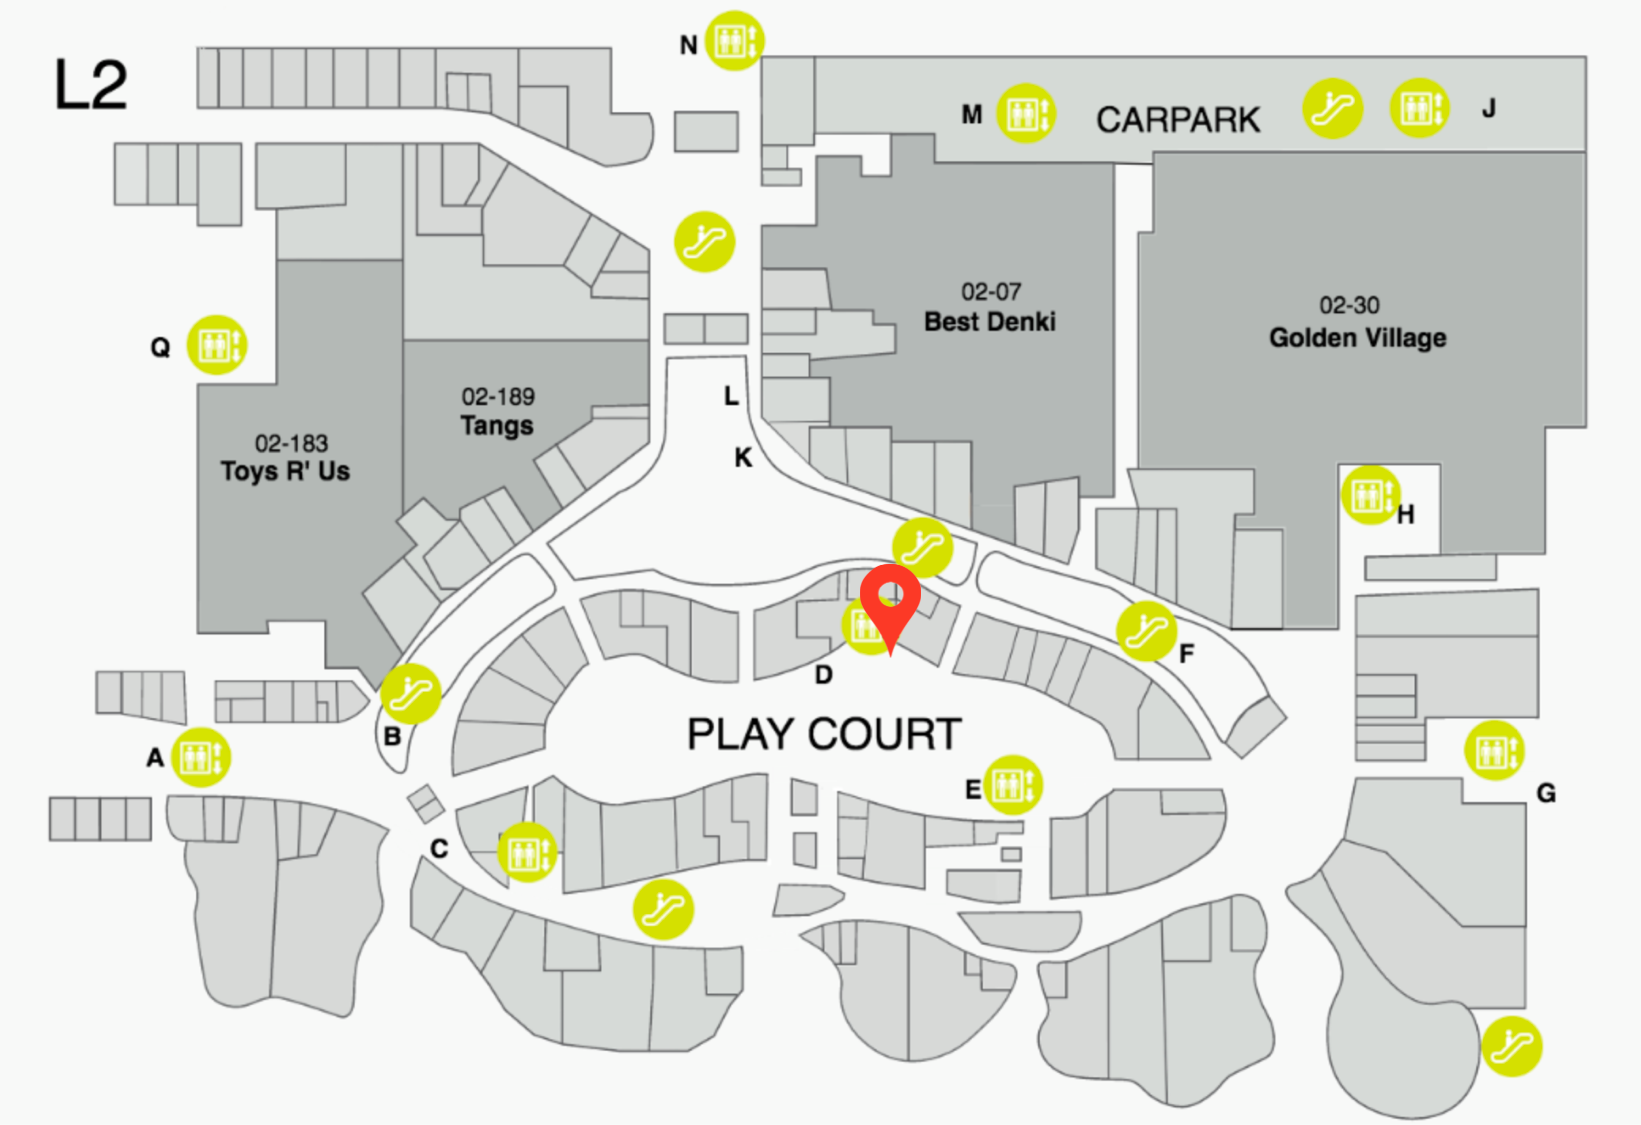 L2
N
M
CARPARK
J
02-07
Best Denki
02-30
Golden Village
Q
02-189
Tangs
L
02-183
Toys R' Us
K
H
F
D
B
PLAY COURT
A
E
G
C